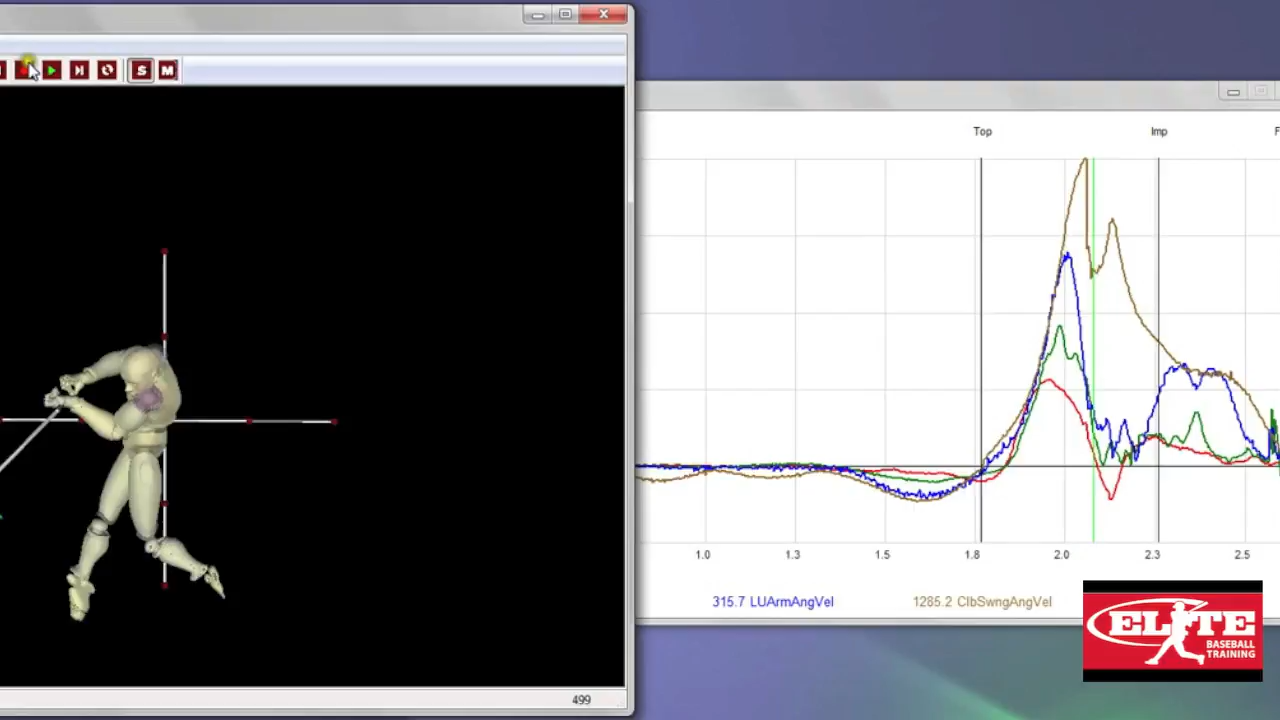 S M
Top Imp F
1.0 1.3 1.5 1.8 2.0 2.3 2.5
315.7 LUArmAngVel 1285.2 ClbSwngAngVel
ELITE
BASEBALL
TRAINING
499